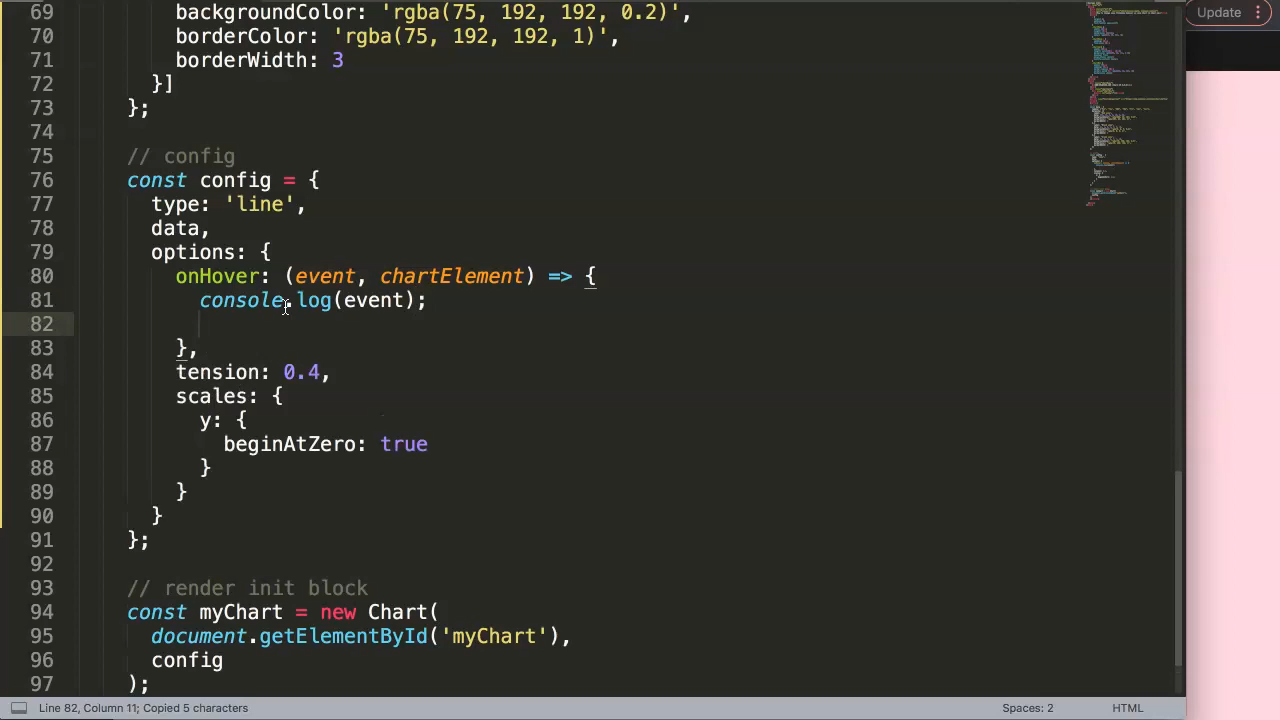 69 backgroundColor: 'rgba(75, 192, 192, 0.2)',
70 borderColor: 'rgba(75, 192, 192, 1)',
71 borderWidth: 3
72 }]
73 };
74
75 // config
76 const config = {
77 type: 'line',
78 data,
79 options: {
80 onHover: (event, chartElement) => {
81 console.log(event);
82
83 },
84 tension: 0.4,
85 scales: {
86 y: {
87 beginAtZero: true
88 }
89 }
90 }
91 };
92
93 // render init block
94 const myChart = new Chart(
95 document.getElementById('myChart'),
96 config
97 );
Update
Line 82, Column 11; Copied 5 characters
Spaces: 2
HTML